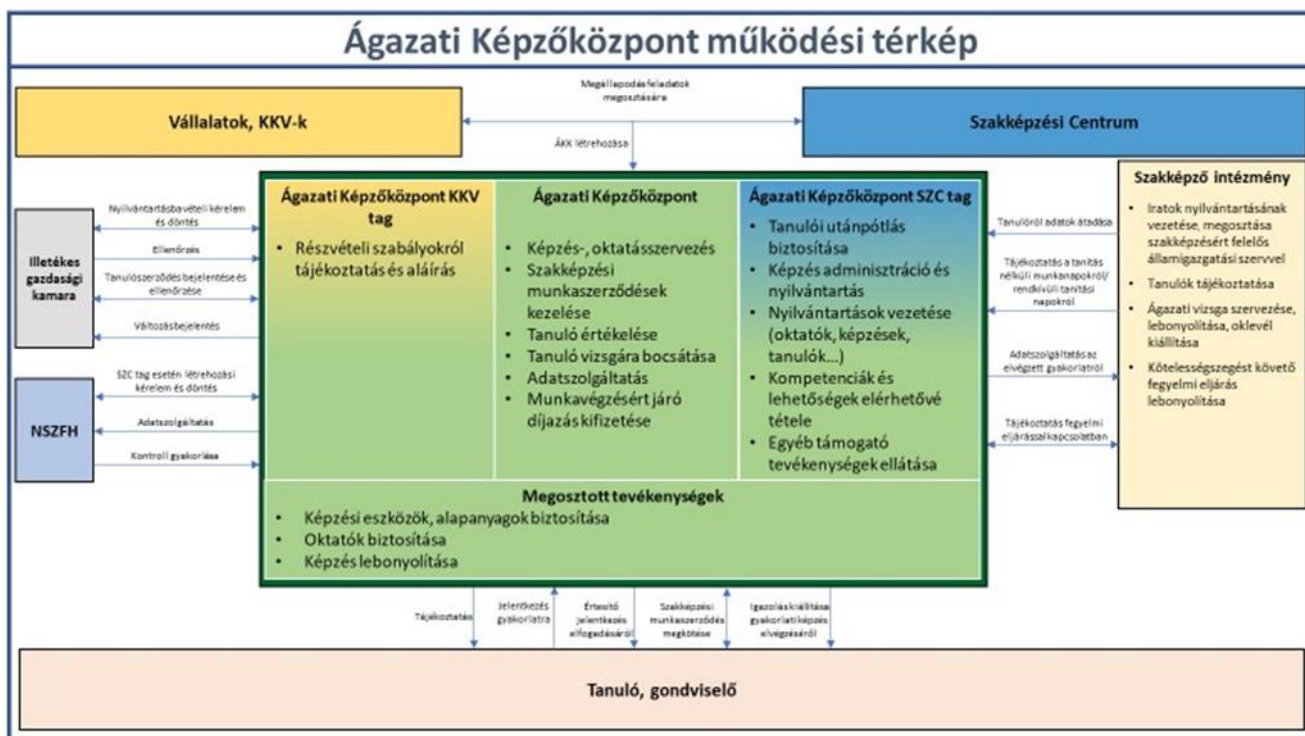 Ágazati Képzőközpont működési térkép
Megállapodás feladatok
megosztására
Vállalatok, KKV-k
Szakképzési Centrum
ÁKK létrehozása
Illetékes
gazdasági
kamara
NSZFH
Nyilvántartásba vételi kérelem
és döntés
Ellenőrzés
Tanulószerződés bejelentése és
ellenőrzése
Változásbejelentés
SZC tag esetén létrehozási
kérelem és döntés
Adatszolgáltatás
Kontroll gyakorlása
Ágazati Képzőközpont KKV
tag
• Részvételi szabályokról
tájékoztatás és aláírás
Ágazati Képzőközpont
• Képzés-, oktatásszervezés
• Szakképzési
munkaszerződések
kezelése
• Tanuló értékelése
• Tanuló vizsgára bocsátása
• Adatszolgáltatás
• Munkavégzésért járó
díjazás kifizetése
Ágazati Képzőközpont SZC tag
• Tanulói utánpótlás
biztosítása
• Képzés adminisztráció és
nyilvántartás
• Nyilvántartások vezetése
(oktatók, képzések,
tanulók...)
• Kompetenciák és
lehetőségek elérhetővé
tétele
• Egyéb támogató
tevékenységek ellátása
Megosztott tevékenységek
• Képzési eszközök, alapanyagok biztosítása
• Oktatók biztosítása
• Képzés lebonyolítása
Tanulóról adatok átadása
Tájékoztatás a tanítás
nélküli munkanapokról/
rendkívüli tanítási
napokról
Adatszolgáltatás az
elvégzett gyakorlatról
Tájékoztatás fegyelmi
eljárással kapcsolatban
Szakképző intézmény
• Iratok nyilvántartásának
vezetése, megosztása
szakképzésért felelős
államigazgatási szervvel
• Tanulók tájékoztatása
• Ágazati vizsga szervezése,
lebonyolítása, oklevél
kiállítása
• Kötelességszegést követő
fegyelmi eljárás
lebonyolítása
Tájékoztatás
Jelentkezés
gyakorlatra
Értesítő
jelentkezés
elfogadásáról
Szakképzési
munkaszerződés
megkötése
Igazolás kiállítása
gyakorlati képzés
elvégzéséről
Tanuló, gondviselő